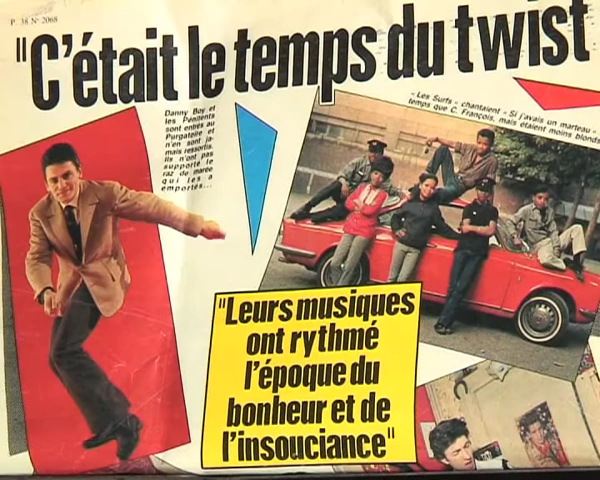 P. 38 N° 2068
"C'était le temps du twist
Danny Boy et
les Pénitents
sont entrés au
Purgatoire et
n'en sont ja-
mais ressortis.
Ils n'ont pas
supporté le
raz de marée
qui les a
emportés...
« Les Surfs » chantaient « Si j'avais un marteau »
temps que C. François, mais étaient moins blonds
"Leurs musiques
ont rythmé
l'époque du
bonheur et de
l'insouciance"